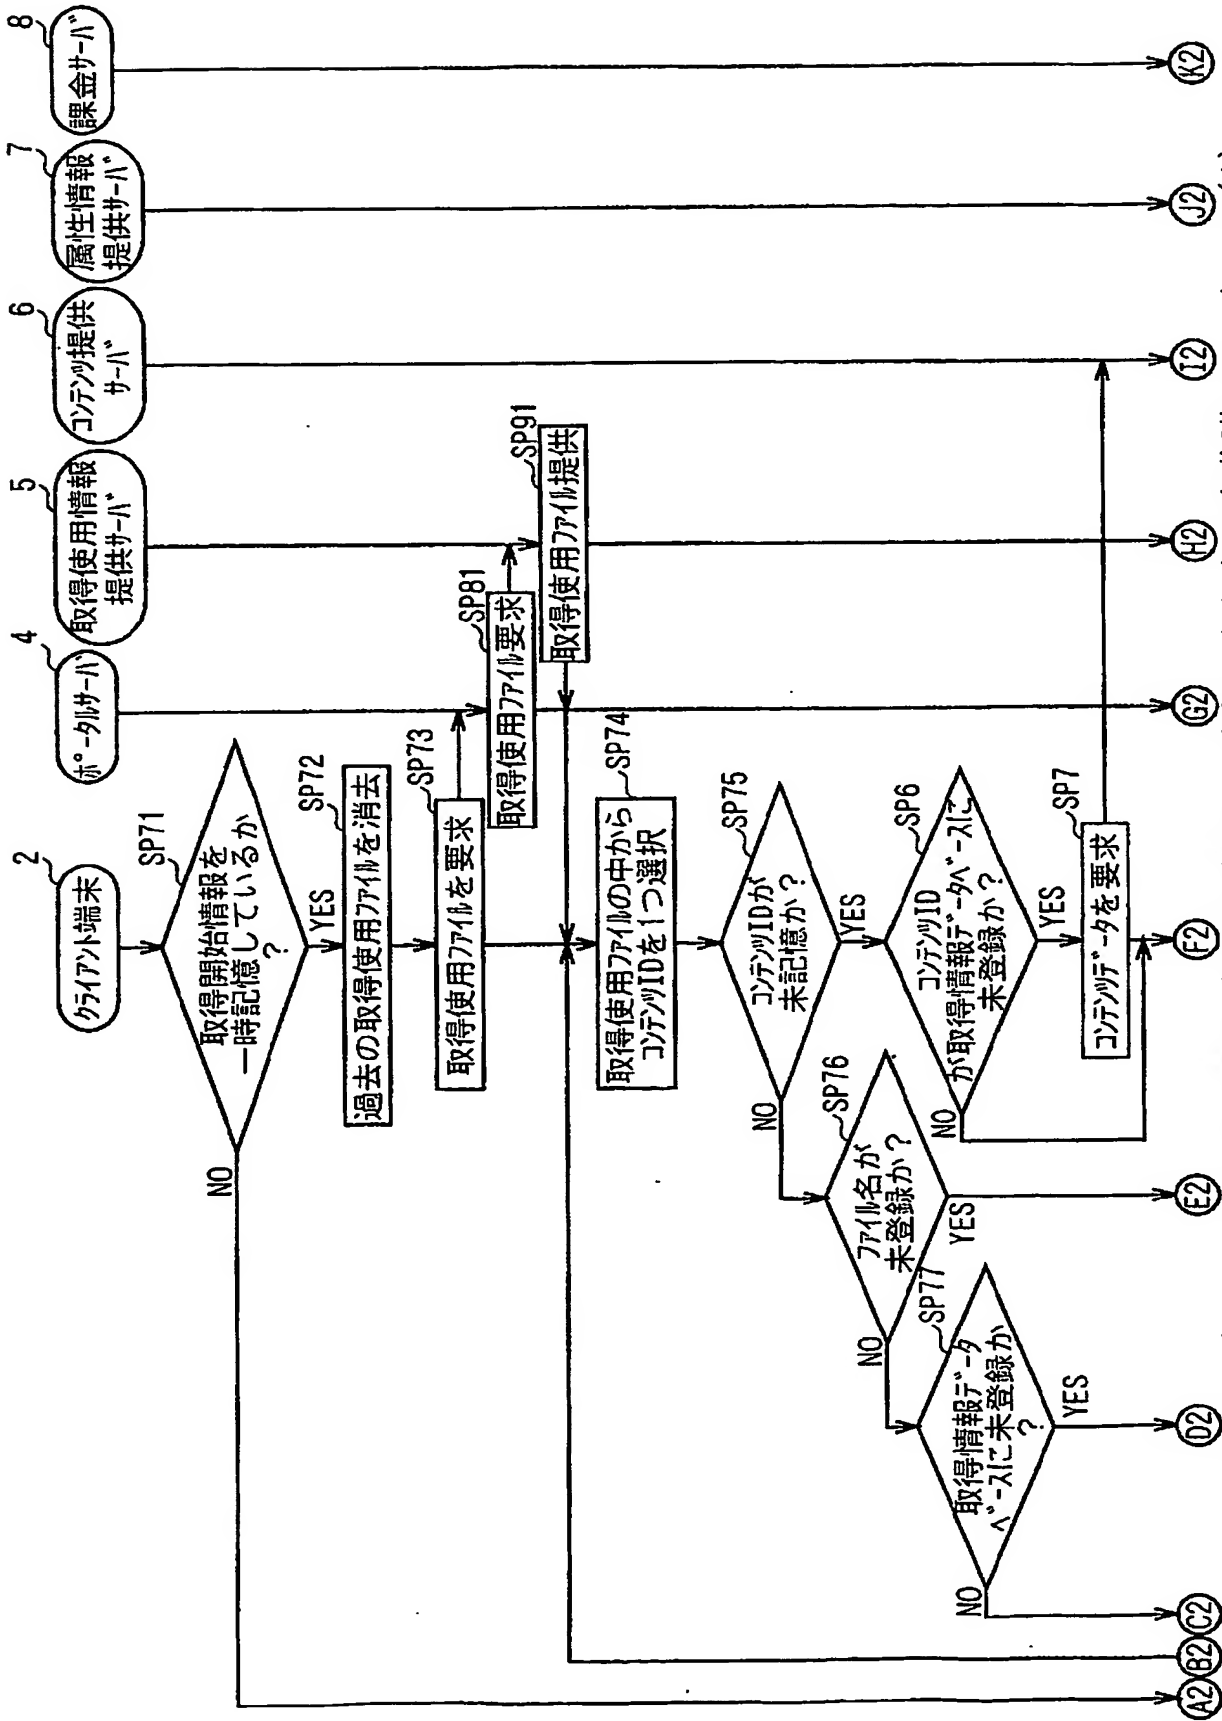 2
クライアント端末
4
ポータルサーバ
5
取得使用情報
提供サーバ
6
コンテンツ提供
サーバ
7
属性情報
提供サーバ
8
課金サーバ
SP71
取得開始情報を
一時記憶しているか
?
NO
YES
SP72
過去の取得使用ファイルを消去
SP73
取得使用ファイルを要求
SP81
取得使用ファイル要求
SP91
取得使用ファイル提供
SP74
取得使用ファイルの中から
コンテンツIDを1つ選択
SP75
コンテンツIDが
未記憶か?
NO
YES
SP76
ファイル名が
未登録か?
NO
YES
SP6
コンテンツID
が取得情報データベースに
未登録か?
NO
YES
SP77
取得情報データ
ベースに未登録か
?
NO
YES
SP7
コンテンツデータを要求
A2
B2
C2
D2
E2
F2
G2
H2
I2
J2
K2